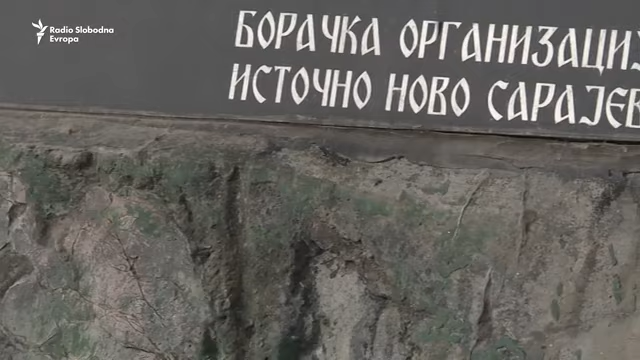 Radio Slobodna
Evropa
БОРАЧКА ОРГАНИЗАЦИЈ
ИСТОЧНО НОВО САРАЈЕВ